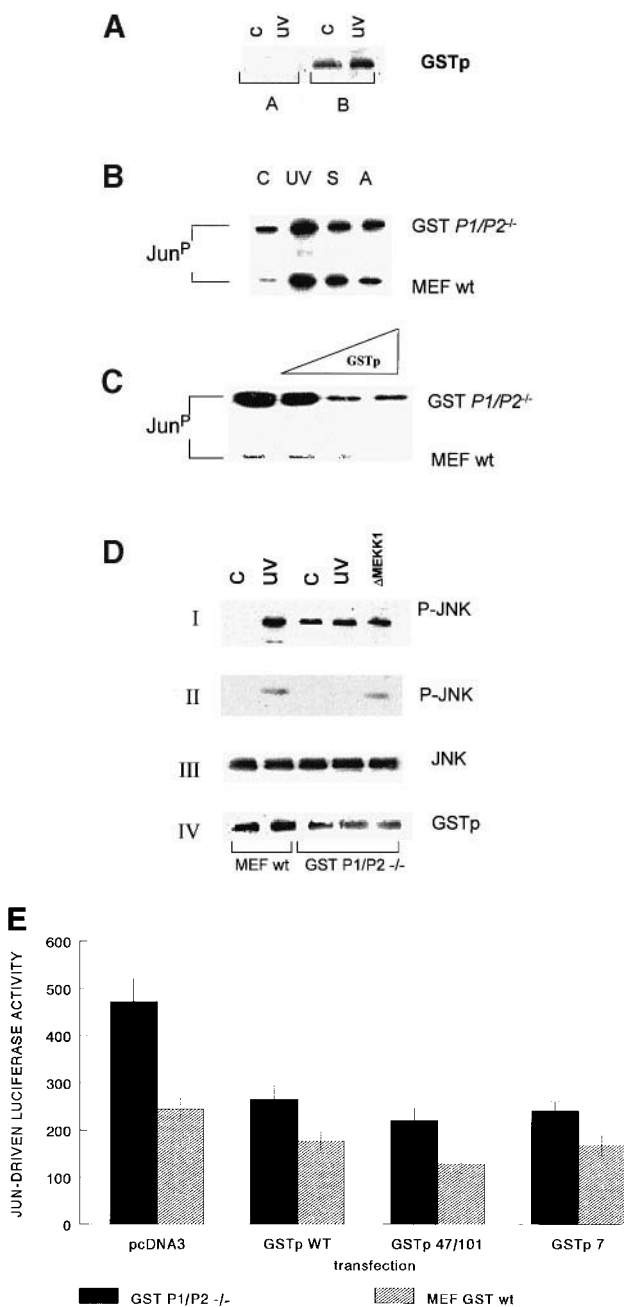 A
C UV C UV
GSTp
A B
B
C UV S A
GST P1/P2-/-
JunP
MEF wt
GSTp
C
GST P1/P2-/-
JunP
MEF wt
D
C UV C UV ΔMEKK1
I P-JNK
II P-JNK
III JNK
IV GSTp
MEF wt GST P1/P2 -/-
E
JUN-DRIVEN LUCIFERASE ACTIVITY
600
500
400
300
200
100
0
pcDNA3 GSTp WT GSTp 47/101 GSTp 7
transfection
GST P1/P2 -/- MEF GST wt